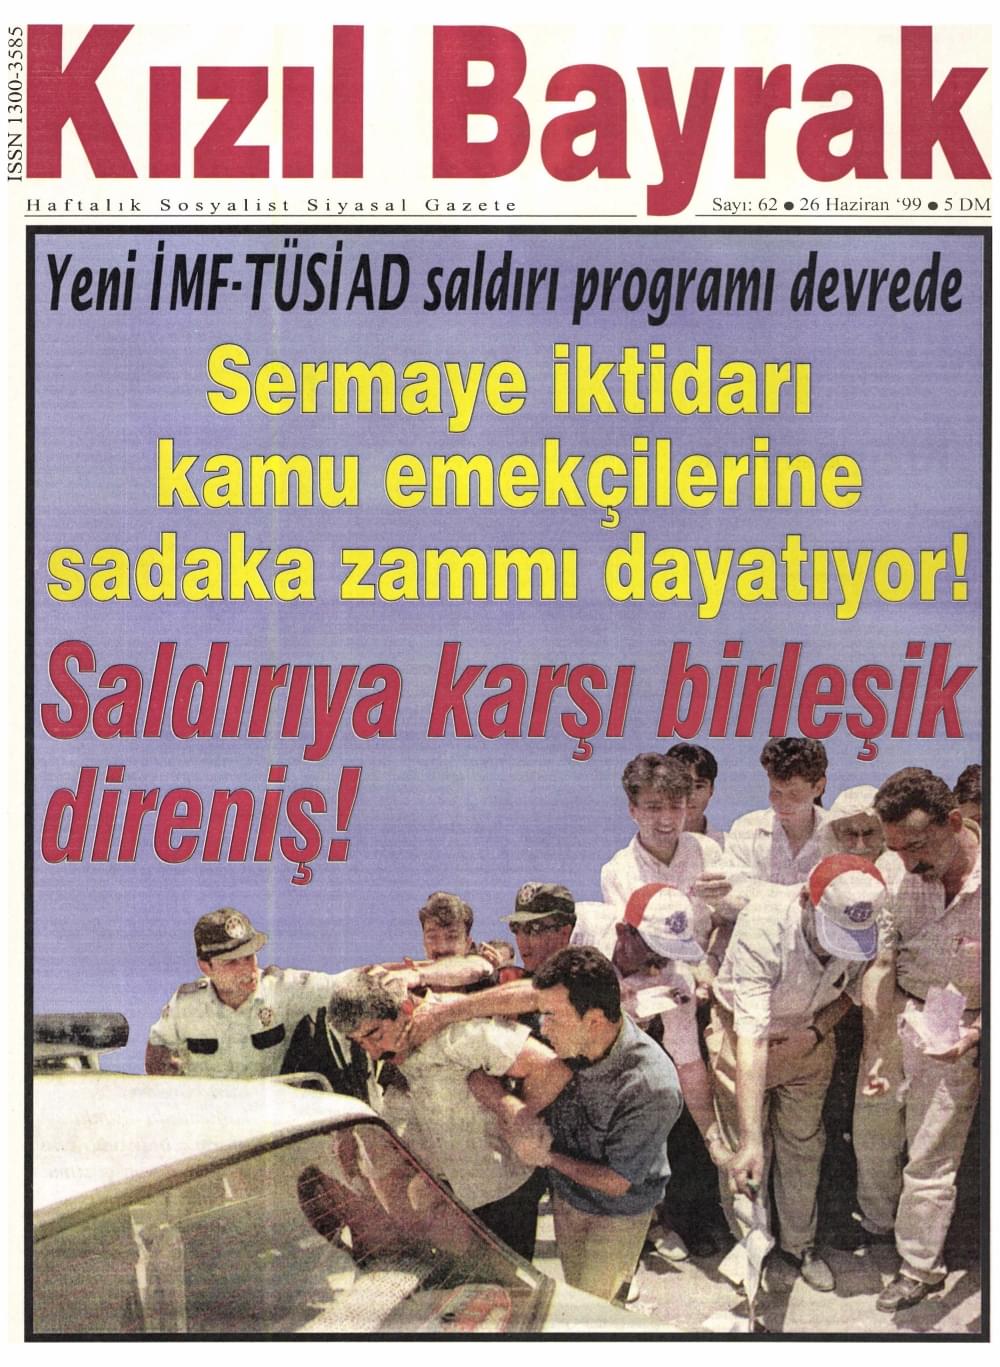 ISSN 1300-3585
Kızıl Bayrak
Haftalık Sosyalist Siyasal Gazete
Sayı: 62 ● 26 Haziran ‘99 ● 5 DM
Yeni İMF-TÜSİAD saldırı programı devrede
Sermaye iktidarı
kamu emekçilerine
sadaka zammı dayatıyor!
Saldırıya karşı birleşik
direniş!